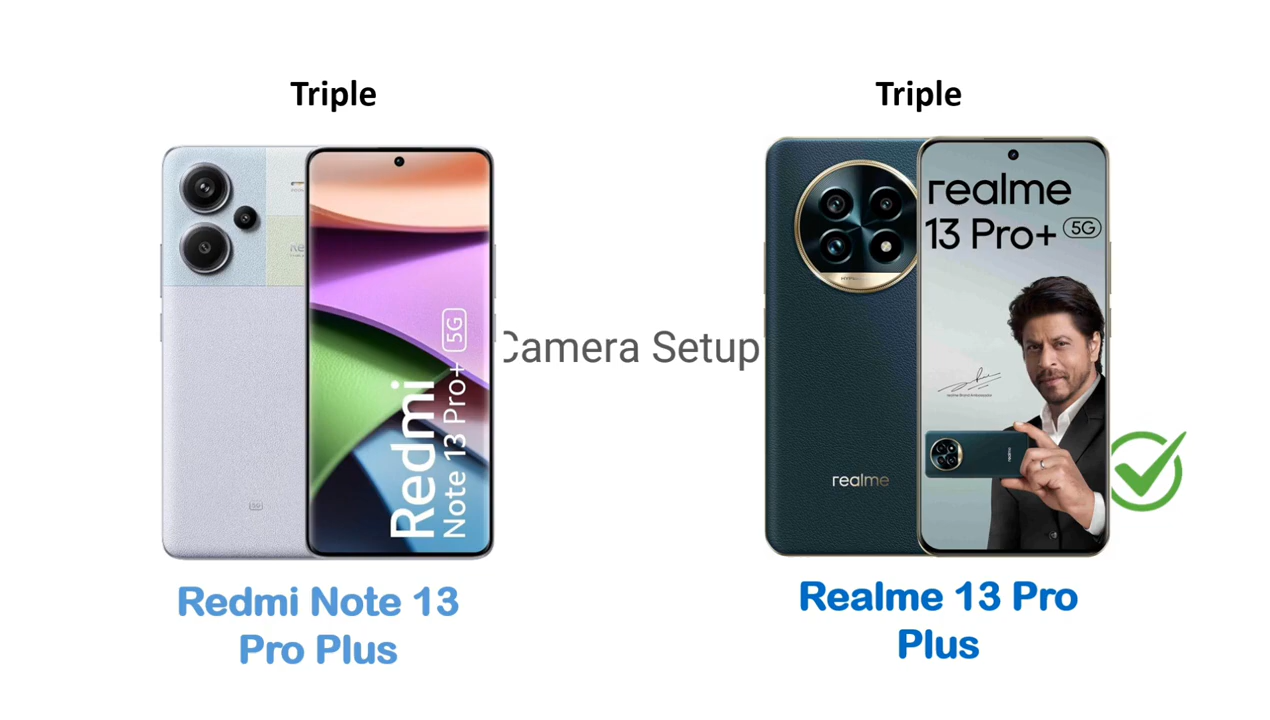 Triple
Triple
realme
13 Pro+ 5G
Redmi
Note 13 Pro+ 5G
Camera Setup
realme
5G
Redmi Note 13
Pro Plus
Realme 13 Pro
Plus